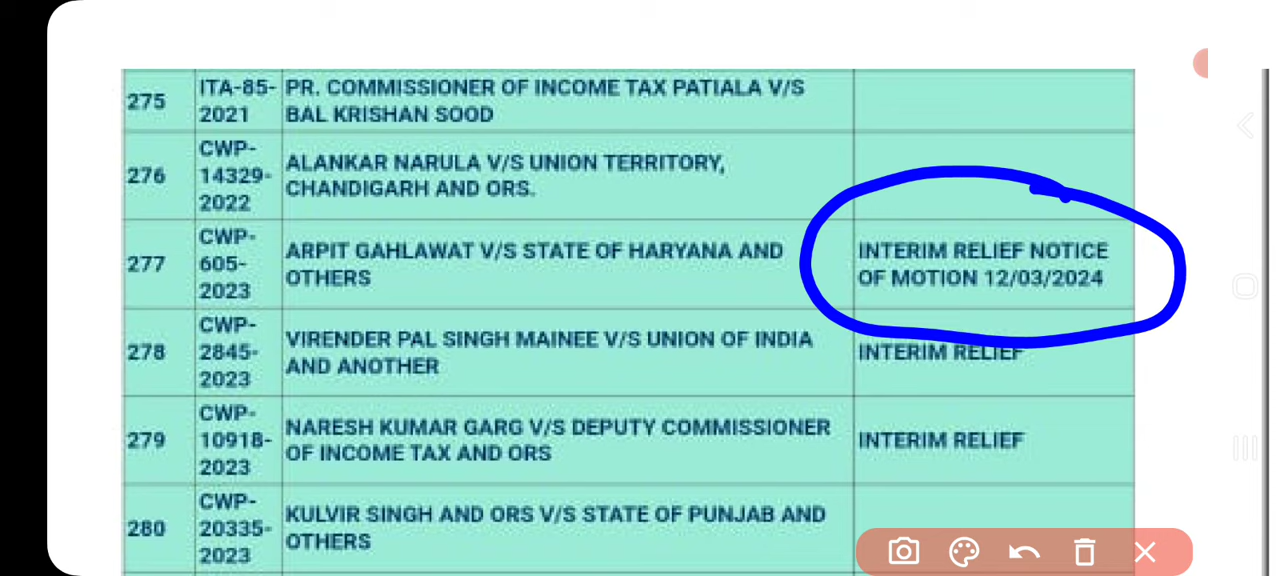 275
ITA-85-
2021
PR. COMMISSIONER OF INCOME TAX PATIALA V/S
BAL KRISHAN SOOD
276
CWP-
14329-
2022
ALANKAR NARULA V/S UNION TERRITORY,
CHANDIGARH AND ORS.
277
CWP-
605-
2023
ARPIT GAHLAWAT V/S STATE OF HARYANA AND
OTHERS
INTERIM RELIEF NOTICE
OF MOTION 12/03/2024
278
CWP-
2845-
2023
VIRENDER PAL SINGH MAINEE V/S UNION OF INDIA
AND ANOTHER
INTERIM RELIEF
279
CWP-
10918-
2023
NARESH KUMAR GARG V/S DEPUTY COMMISSIONER
OF INCOME TAX AND ORS
INTERIM RELIEF
280
CWP-
20335-
2023
KULVIR SINGH AND ORS V/S STATE OF PUNJAB AND
OTHERS